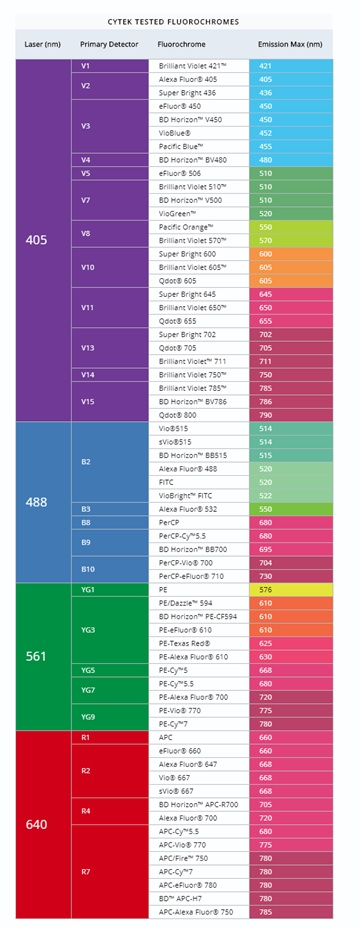 CYTEK TESTED FLUOROCHROMES
Laser (nm) Primary Detector Fluorochrome Emission Max (nm)
405 V1 Brilliant Violet 421™ 421
V2 Alexa Fluor® 405 405
Super Bright 436 436
V3 eFluor® 450 450
BD Horizon™ V450 450
VioBlue® 452
Pacific Blue™ 455
V4 BD Horizon™ BV480 480
V5 eFluor® 506 510
V7 Brilliant Violet 510™ 510
BD Horizon™ V500 510
VioGreen™ 520
V8 Pacific Orange™ 550
Brilliant Violet 570™ 570
V10 Super Bright 600 600
Brilliant Violet 605™ 605
Qdot® 605 605
V11 Super Bright 645 645
Brilliant Violet 650™ 650
Qdot® 655 655
V13 Super Bright 702 702
Qdot® 705 705
Brilliant Violet™ 711 711
V14 Brilliant Violet 750™ 750
V15 Brilliant Violet 785™ 785
BD Horizon™ BV786 786
Qdot® 800 790
488 B2 Vio®515 514
sVio®515 514
BD Horizon™ BB515 515
Alexa Fluor® 488 520
FITC 520
VioBright™ FITC 522
B3 Alexa Fluor® 532 550
B8 PerCP 680
B9 PerCP-Cy™5.5 680
BD Horizon™ BB700 695
B10 PerCP-Vio® 700 704
PerCP-eFluor® 710 730
561 YG1 PE 576
YG3 PE/Dazzle™ 594 610
BD Horizon™ PE-CF594 610
PE-eFluor® 610 610
PE-Texas Red® 625
PE-Alexa Fluor® 610 630
YG5 PE-Cy™5 668
YG7 PE-Cy™5.5 680
PE-Alexa Fluor® 700 720
YG9 PE-Vio® 770 775
PE-Cy™7 780
640 R1 APC 660
R2 eFluor® 660 660
Alexa Fluor® 647 668
Vio® 667 668
sVio® 667 668
R4 BD Horizon™ APC-R700 705
Alexa Fluor® 700 720
R7 APC-Cy™5.5 680
APC-Vio® 770 775
APC/Fire™ 750 780
APC-Cy™7 780
APC-eFluor® 780 780
BD™ APC-H7 780
APC-Alexa Fluor® 750 785